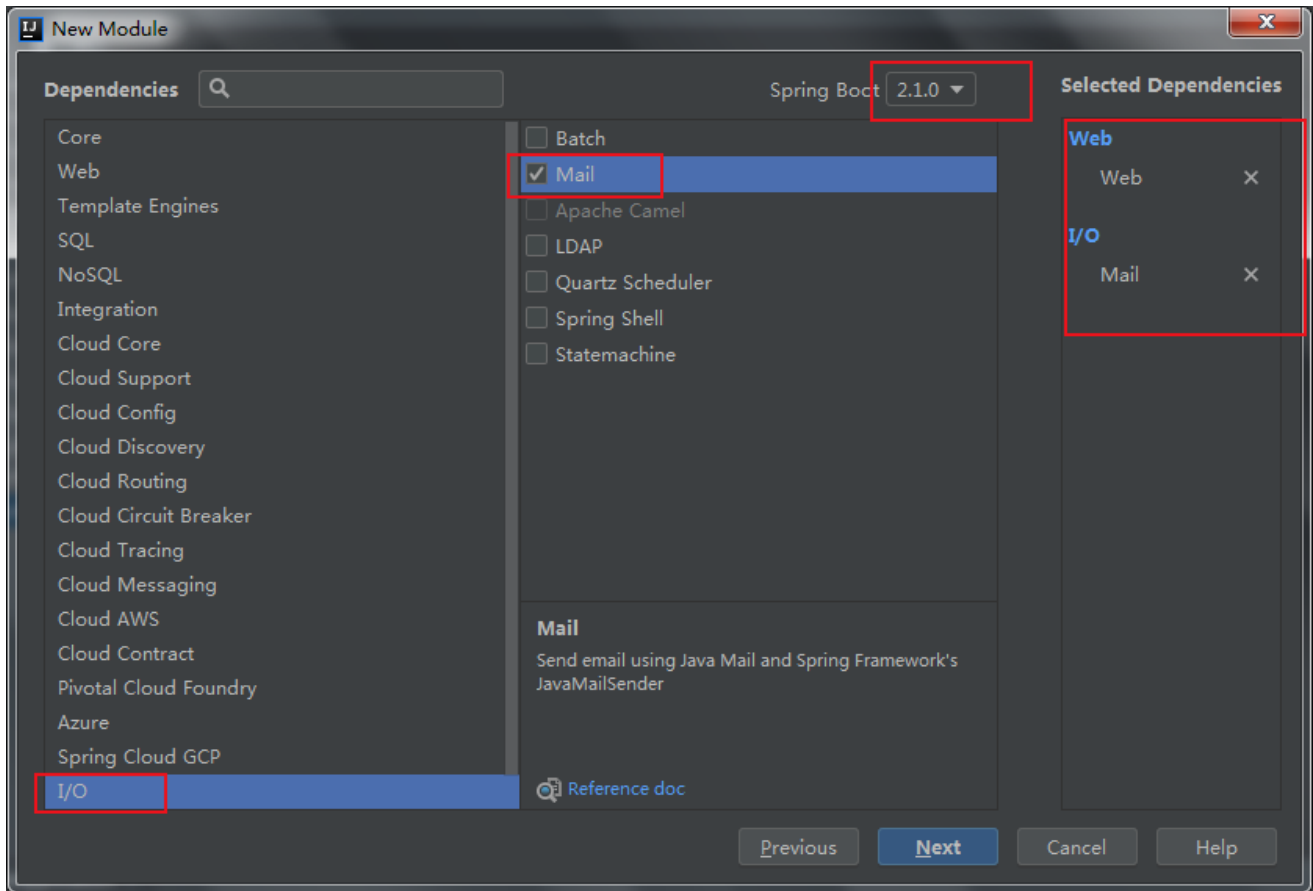 New Module
Dependencies
Spring Boot 2.1.0
Selected Dependencies
Core
Web
Template Engines
SQL
NoSQL
Integration
Cloud Core
Cloud Support
Cloud Config
Cloud Discovery
Cloud Routing
Cloud Circuit Breaker
Cloud Tracing
Cloud Messaging
Cloud AWS
Cloud Contract
Pivotal Cloud Foundry
Azure
Spring Cloud GCP
I/O
Batch
Mail
Apache Camel
LDAP
Quartz Scheduler
Spring Shell
Statemachine
Mail
Send email using Java Mail and Spring Framework's
JavaMailSender
Reference doc
Web
Web
I/O
Mail
Previous
Next
Cancel
Help